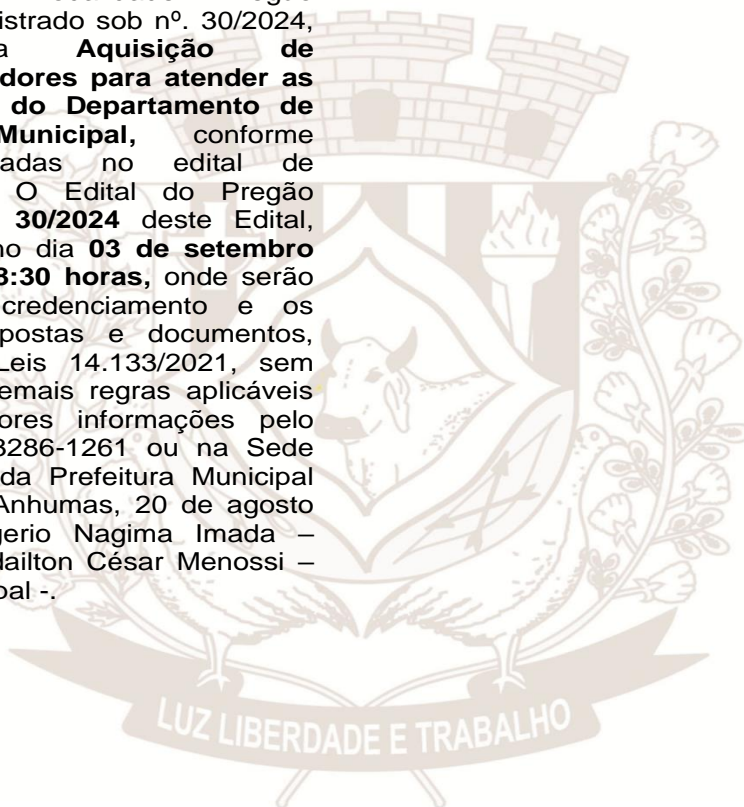 istrado sob nº. 30/2024,
Aquisição de
dores para atender as
do Departamento de
Municipal, conforme
adas no edital de
O Edital do Pregão
30/2024 deste Edital,
no dia 03 de setembro
:30 horas, onde serão
credenciamento e os
postas e documentos,
Leis 14.133/2021, sem
emais regras aplicáveis
ores informações pelo
3286-1261 ou na Sede
da Prefeitura Municipal
Anhumas, 20 de agosto
gerio Nagima Imada –
dailton César Menossi –
pal -.
LUZ LIBERDADE E TRABALHO